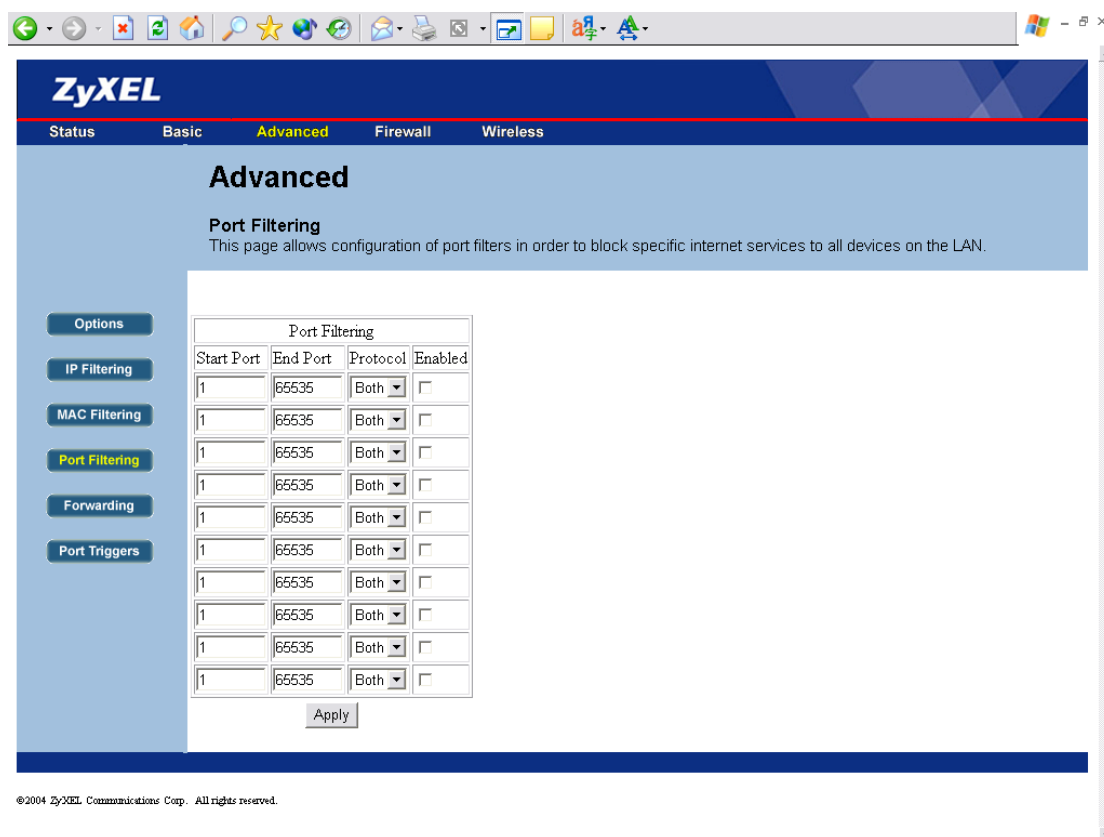 ZyXEL
Status Basic Advanced Firewall Wireless
Advanced
Port Filtering
This page allows configuration of port filters in order to block specific internet services to all devices on the LAN.
Options
IP Filtering
MAC Filtering
Port Filtering
Forwarding
Port Triggers
Port Filtering
Start Port End Port Protocol Enabled
1 65535 Both
1 65535 Both
1 65535 Both
1 65535 Both
1 65535 Both
1 65535 Both
1 65535 Both
1 65535 Both
1 65535 Both
1 65535 Both
Apply
©2004 ZyXEL Communications Corp. All rights reserved.